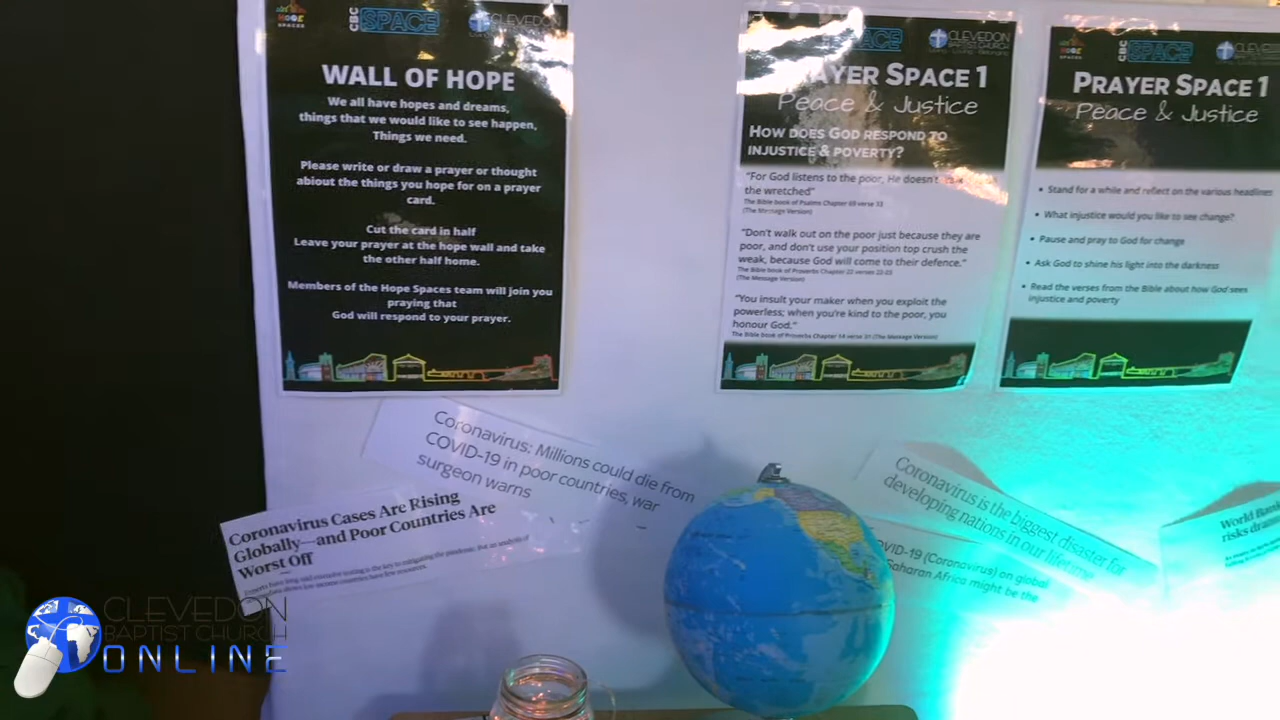 HOPE
SPACES
CBC
SPACE
CLEVEDON
WALL OF HOPE
We all have hopes and dreams,
things that we would like to see happen,
Things we need.
Please write or draw a prayer or thought
abiout the things you hope for on a prayer
card.
Cut the card in half
Leave your prayer at the hope wall and take
the other half home.
Members of the Hope Spaces team will join you
praying that
God will respond to your prayer.
CLEVEDON
BAPTIST CHURCH
PRAYER SPACE 1
Peace & Justice
HOW DOES GOD RESPOND TO
INJUSTICE & POVERTY?
"For God listens to the poor, He doesn't
the wretched"
The Bible book of Psalms Chapter 69 verse 33
(The Message Version)
"Don't walk out on the poor just because they are
poor, and don't use your position top crush the
weak, because God will come to their defence."
The Bible book of Proverbs Chapter 22 verses 22-23
(The Message Version)
"You insult your maker when you exploit the
powerless; when you're kind to the poor, you
honour God."
The Bible book of Proverbs Chapter 14 verse 31 (The Message Version)
CBC
SPACE
CLEVEDON
PRAYER SPACE 1
Peace & Justice
• Stand for a while and reflect on the various headlines
• What injustice would you like to see change?
• Pause and pray to God for change
• Ask God to shine his light into the darkness
• Read the verses from the Bible about how God sees
injustice and poverty
Coronavirus: Millions could die from
COVID-19 in poor countries, war
surgeon warns
Coronavirus Cases Are Rising
Globally—and Poor Countries Are
Worst Off
Coronavirus is the biggest disaster for
developing nations in our lifetime
COVID-19 (Coronavirus) on global
Saharan Africa might be the
World Bank
risks
CLEVEDON
BAPTIST CHURCH
ONLINE